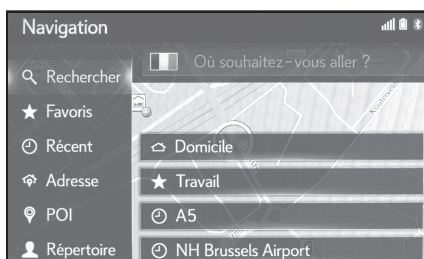 Navigation
Où souhaitez-vous aller ?
Rechercher
Favoris
Récent
Adresse
POI
Répertoire
Domicile
Travail
A5
NH Brussels Airport